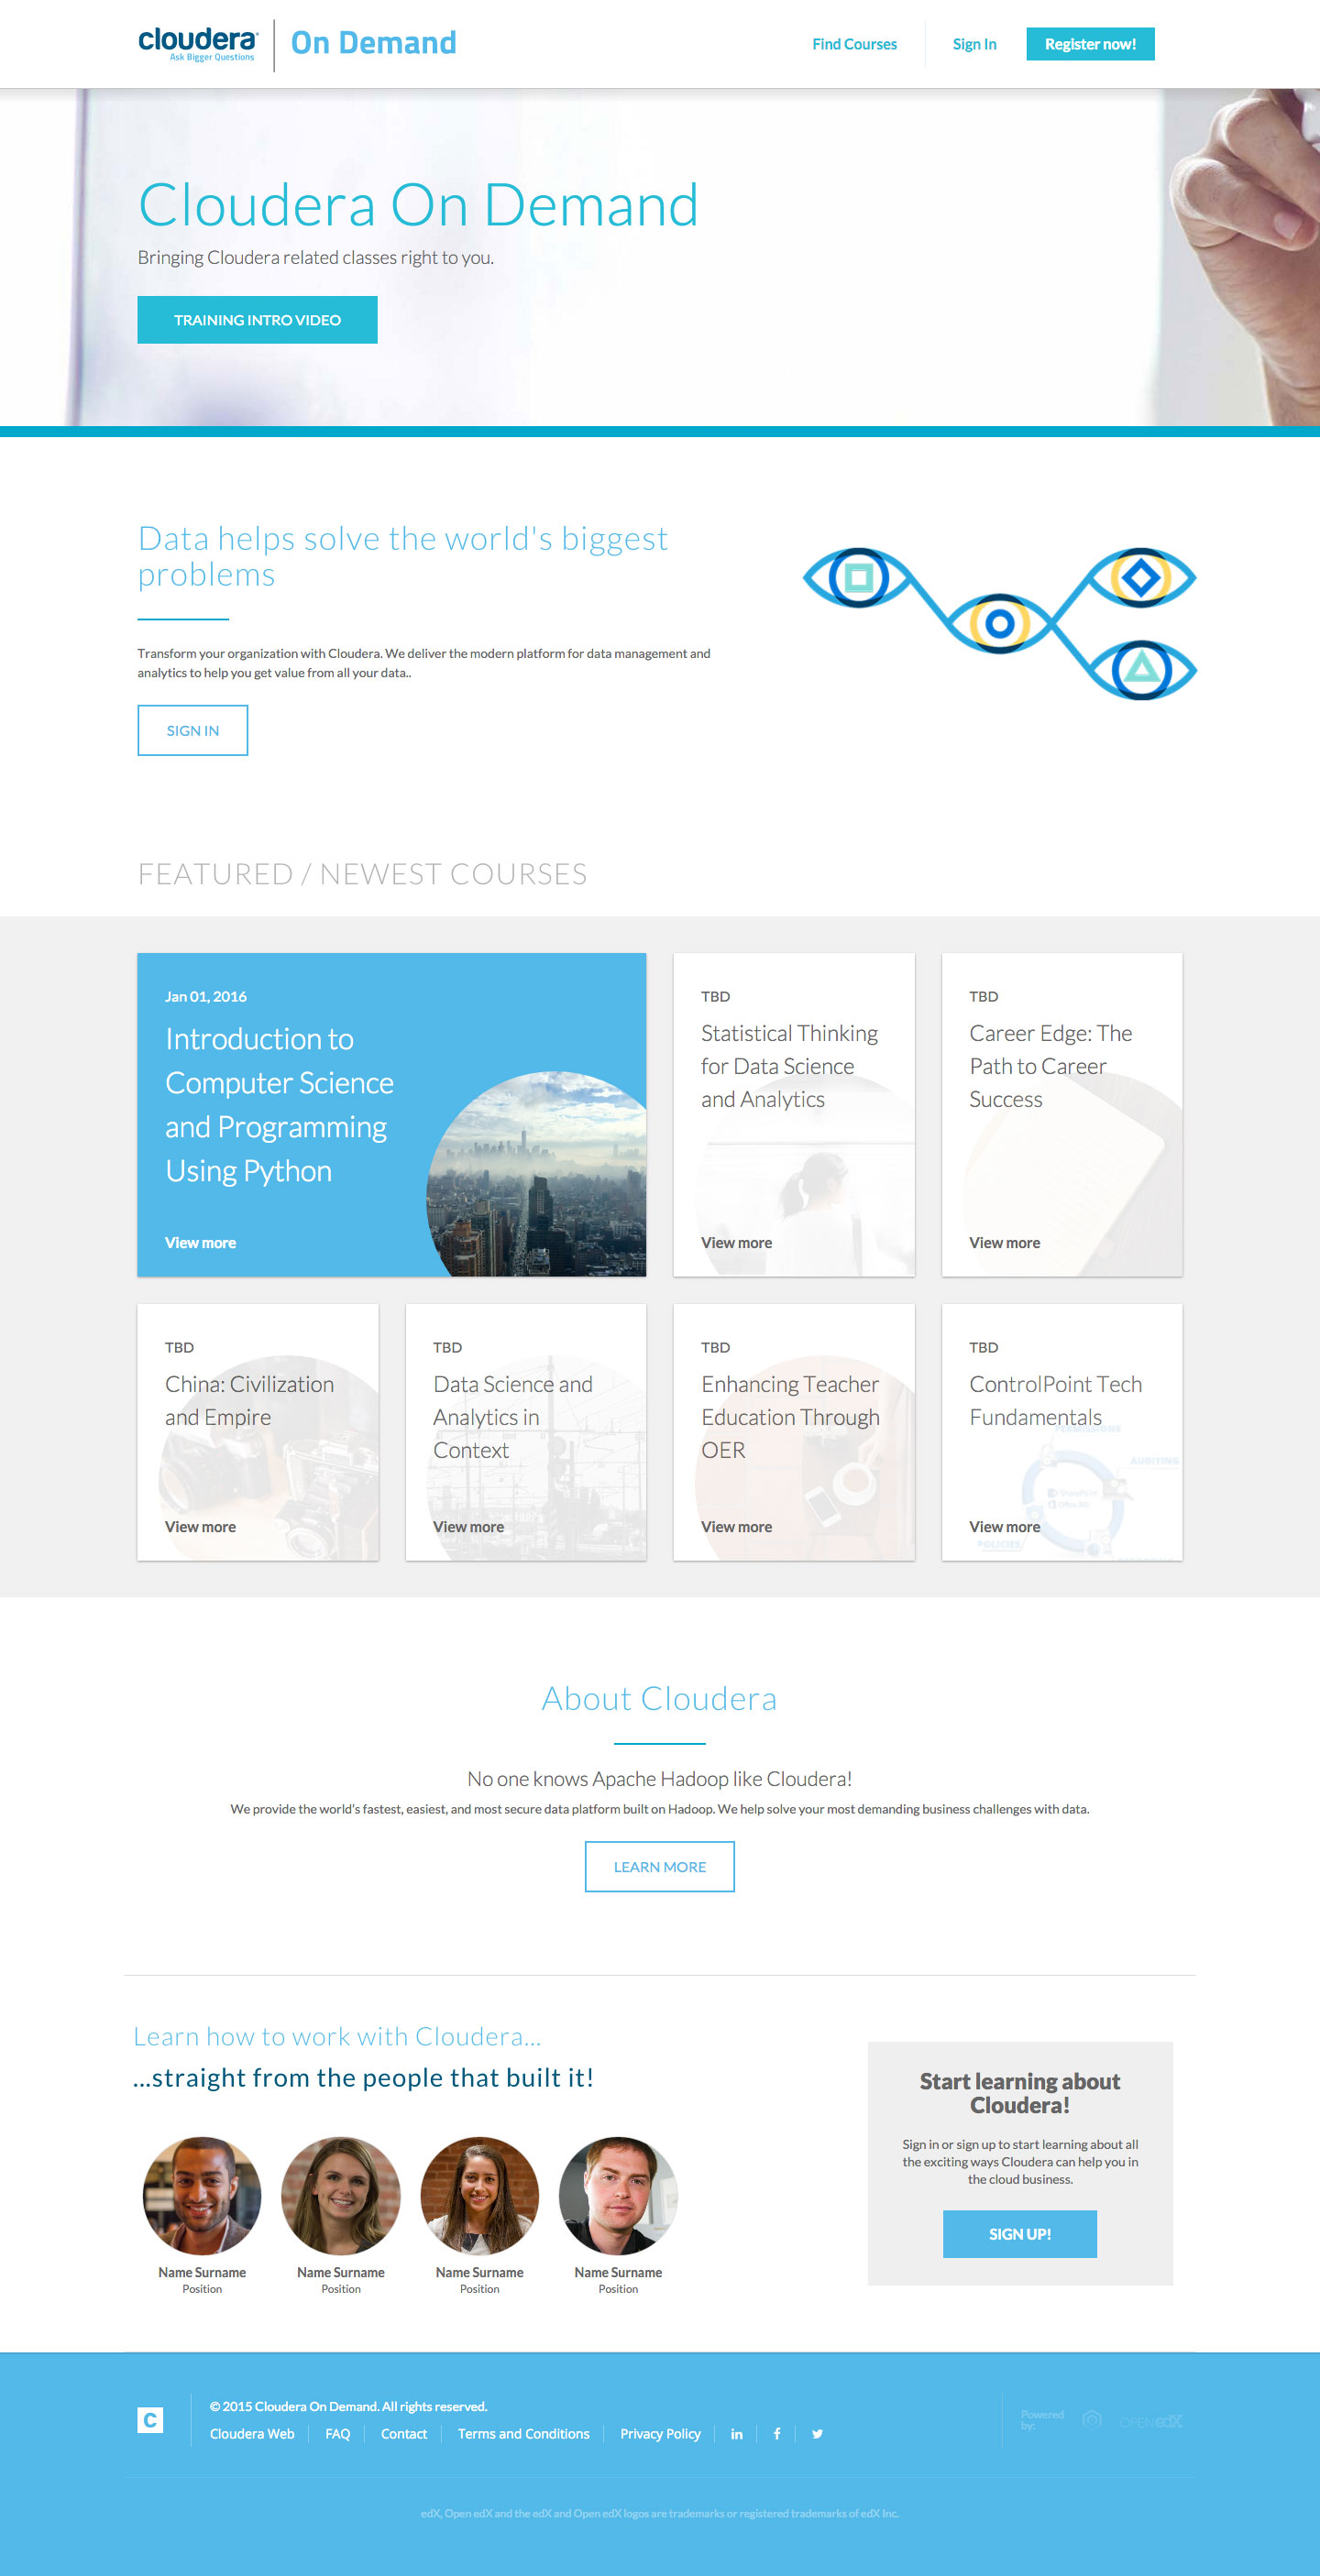 cloudera
Ask Bigger Questions
On Demand
Find Courses
Sign In
Register now!
Cloudera On Demand
Bringing Cloudera related classes right to you.
TRAINING INTRO VIDEO
Data helps solve the world's biggest
problems
Transform your organization with Cloudera. We deliver the modern platform for data management and
analytics to help you get value from all your data..
SIGN IN
FEATURED / NEWEST COURSES
Jan 01, 2016
Introduction to
Computer Science
and Programming
Using Python
View more
TBD
Statistical Thinking
for Data Science
and Analytics
View more
TBD
Career Edge: The
Path to Career
Success
View more
TBD
China: Civilization
and Empire
View more
TBD
Data Science and
Analytics in
Context
View more
TBD
Enhancing Teacher
Education Through
OER
View more
TBD
ControlPoint Tech
Fundamentals
PERMISSIONS
AUDITING
SharePoint
Office 365
POLICIES
View more
About Cloudera
No one knows Apache Hadoop like Cloudera!
We provide the world's fastest, easiest, and most secure data platform built on Hadoop. We help solve your most demanding business challenges with data.
LEARN MORE
Learn how to work with Cloudera...
...straight from the people that built it!
Name Surname
Position
Name Surname
Position
Name Surname
Position
Name Surname
Position
Start learning about
Cloudera!
Sign in or sign up to start learning about all
the exciting ways Cloudera can help you in
the cloud business.
SIGN UP!
C
© 2015 Cloudera On Demand. All rights reserved.
Cloudera Web
FAQ
Contact
Terms and Conditions
Privacy Policy
in
f
Powered
by:
OPEN edX
edX, Open edX and the edX and Open edX logos are trademarks or registered trademarks of edX Inc.